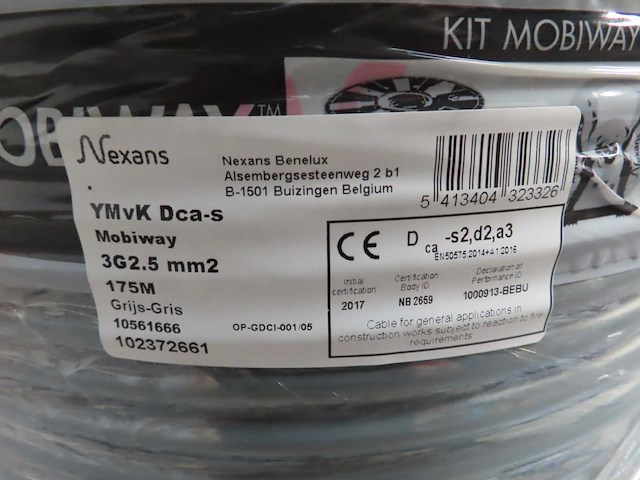 KIT MOBIWAY
OBIWAY™
Nexans
Nexans Benelux
Alsembergsesteenweg 2 b1
B-1501 Buizingen Belgium
5 413404 323326
YMvK Dca-s
Mobiway
3G2.5 mm2
175M
Grijs-Gris
10561666
102372661
OP-GDCI-001/05
CE D ca -s2,d2,a3
EN50575:2014+A1:2016
Initial certification
2017
Certification Body ID
NB 2659
Declaration of Performance ID
1000913-BEBU
Cable for general applications in
construction works subject to reaction to fire
requirements